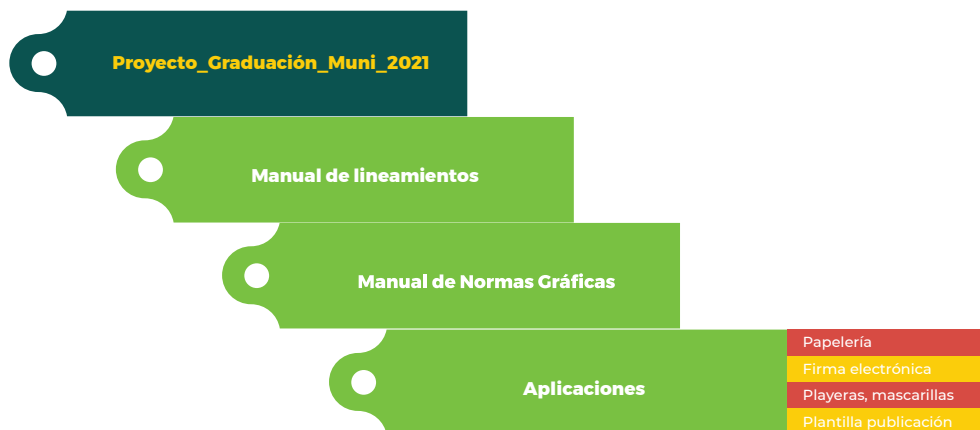 Proyecto_Graduación_Muni_2021
Manual de lineamientos
Manual de Normas Gráficas
Aplicaciones
Papelería
Firma electrónica
Playeras, mascarillas
Plantilla publicación